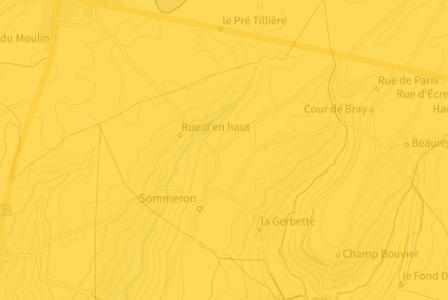 le Pré Tillière
du Moulin
Rue de Paris
Rue d'Écre
Cour de Bray
Ha
Rue d'en haut
Beaurep
Sommeron
la Gerbette
Champ Bouvier
le Fond D